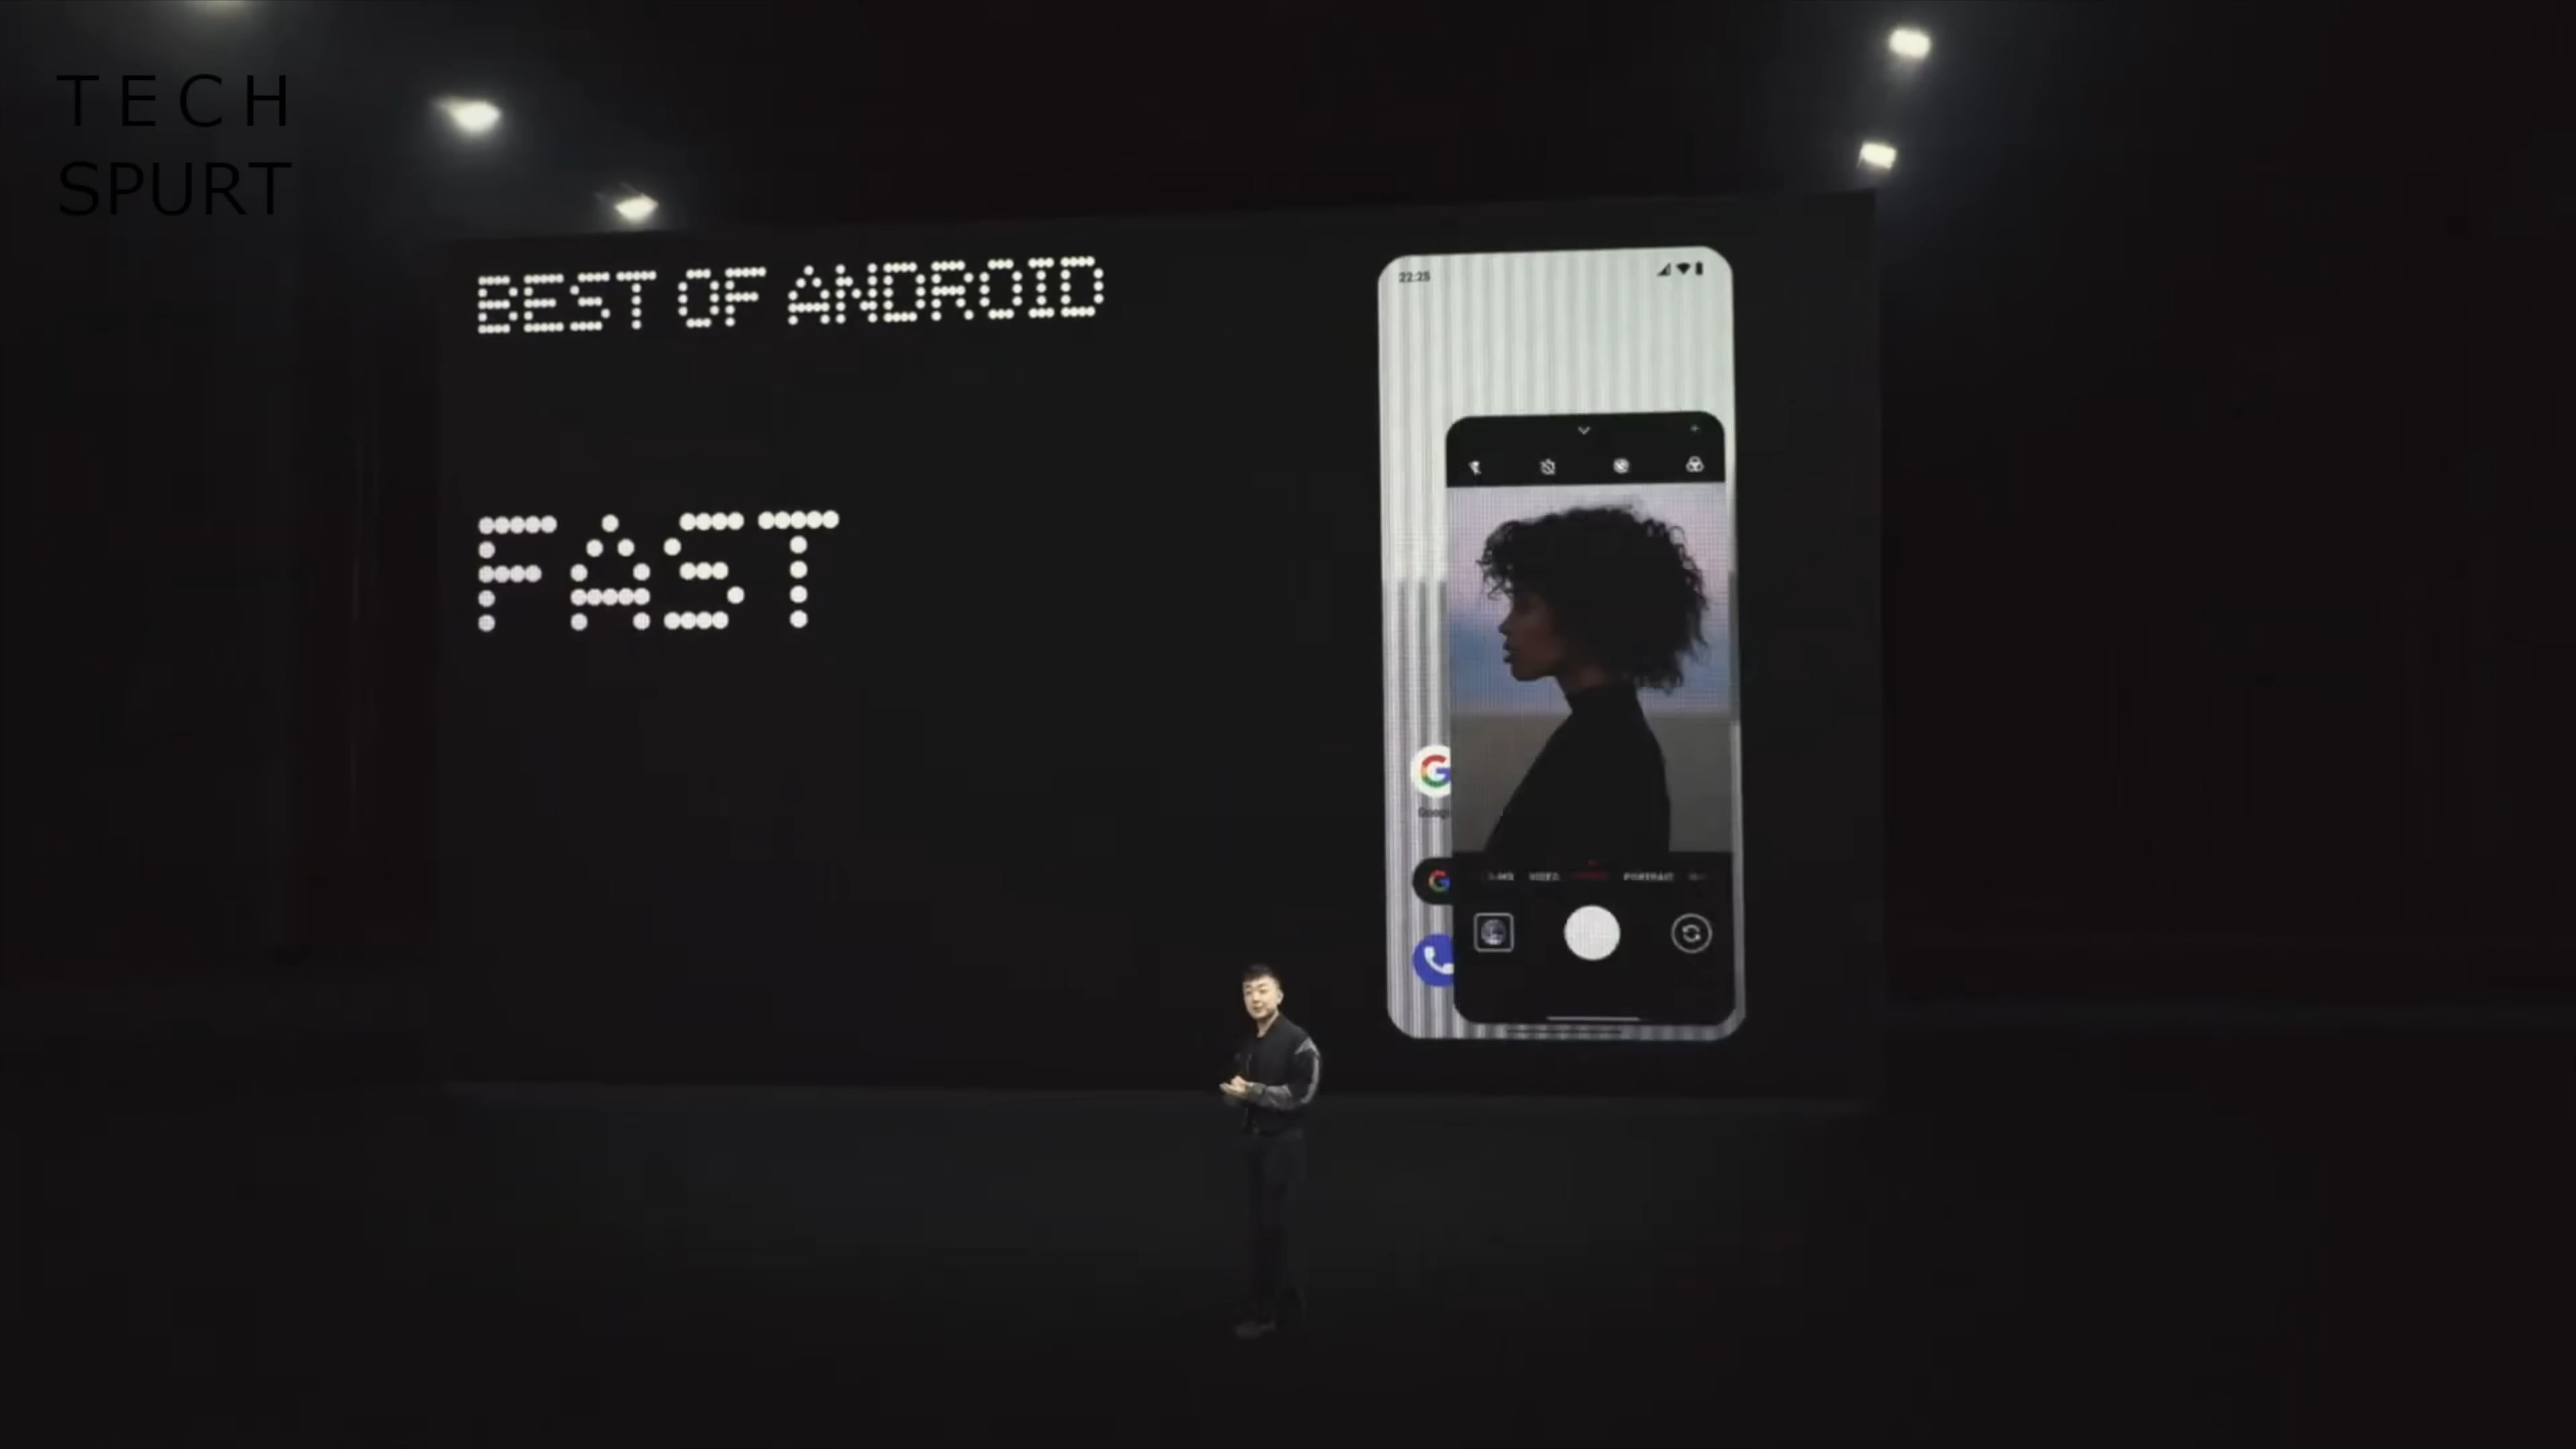 TECH
SPURT
BEST OF ANDROID
FAST
22:25
VIDEO
PORTRAIT